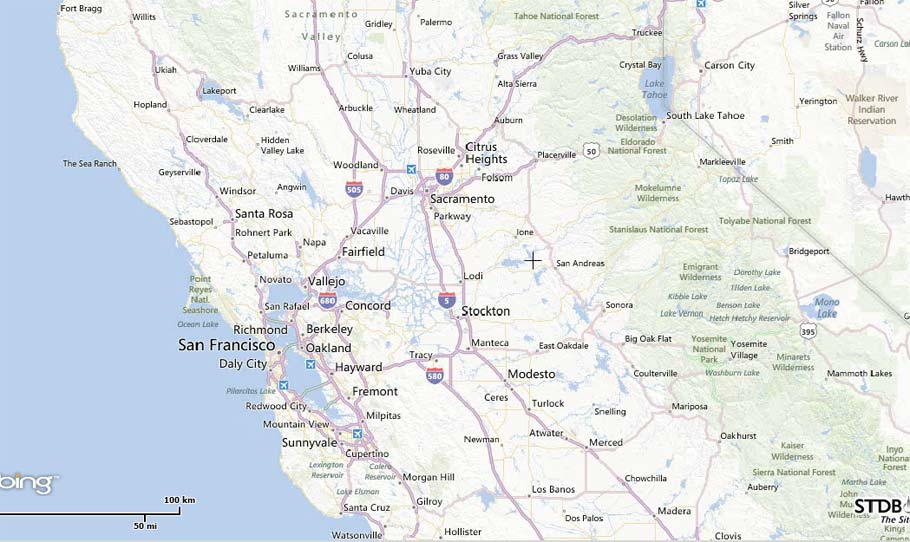 Fort Bragg
Willits
Sacramento
Valley
Gridley
Palermo
Tahoe National Forest
Truckee
Silver
Springs
50
Fallon
Fallon
Naval
Air
Station
Schurz Hwy
Carson Lake
Ukiah
Williams
Colusa
Yuba City
Grass Valley
Alta Sierra
Crystal Bay
Carson City
Lake
Tahoe
Hopland
Lakeport
Clearlake
Arbuckle
Wheatland
Auburn
Desolation
Wilderness
South Lake Tahoe
Yerington
Walker River
Indian
Reservation
Cloverdale
Hidden
Valley Lake
Roseville
Citrus
Heights
Placerville
50
Eldorado
National Forest
Smith
The Sea Ranch
Geyserville
Woodland
80
Folsom
Markleeville
Topaz Lake
Windsor
Angwin
505
Davis
Sacramento
Mokelumne
Wilderness
Hawth
Sebastopol
Santa Rosa
Parkway
Toiyabe National Forest
Rohnert Park
Napa
Vacaville
Ione
Stanislaus National Forest
Petaluma
Fairfield
San Andreas
Bridgeport
Point
Reyes
Natl.
Seashore
Novato
Vallejo
Lodi
Emigrant
Wilderness
Dorothy Lake
Tilden Lake
680
Concord
5
Stockton
Kibbie Lake
Benson Lake
Mono
Lake
San Rafael
Sonora
Lake Vernon
Hetch Hetchy Reservoir
Ocean Lake
Richmond
Berkeley
395
San Francisco
Oakland
Manteca
East Oakdale
Big Oak Flat
Yosemite
National
Park
Yosemite
Village
Minarets
Wilderness
Daly City
Hayward
Tracy
580
Modesto
Coulterville
Washburn Lake
Mammoth Lakes
Pilarcitos Lake
Fremont
Ceres
Turlock
Snelling
Mariposa
Redwood City
Milpitas
Mountain View
Atwater
Merced
Oakhurst
Sunnyvale
Newman
Kaiser
Wilderness
Inyo
National
Forest
Cupertino
Lexington
Reservoir
Calero
Reservoir
Morgan Hill
Chowchilla
Sierra National Forest
bing
Lake Elsman
Los Banos
Auberry
Martha Lake
100 km
Santa Cruz
Gilroy
Madera
STDB
50 mi
Dos Palos
The Sit
Watsonville
Hollister
Clovis